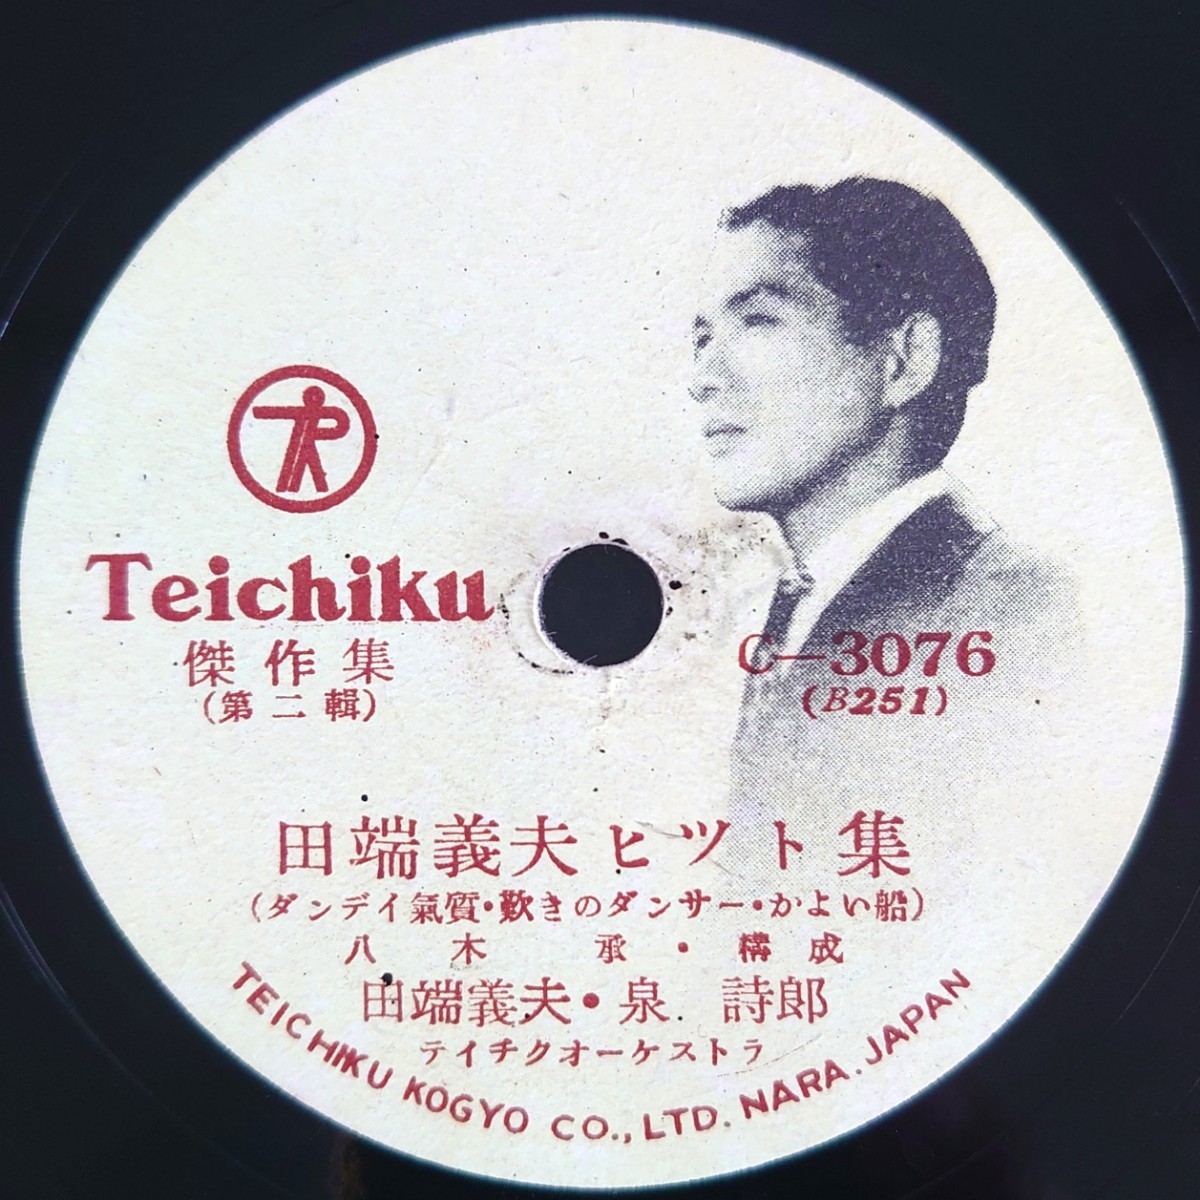 Teichiku
傑作集
(第二輯)
C-3076
(B251)
田端義夫ヒツト集
(ダンデイ氣質・歎きのダンサー・かよい船)
八木 承・構成
田端義夫・泉 詩郎
テイチクオーケストラ
TEICHIKU KOGYO CO., LTD. NARA. JAPAN